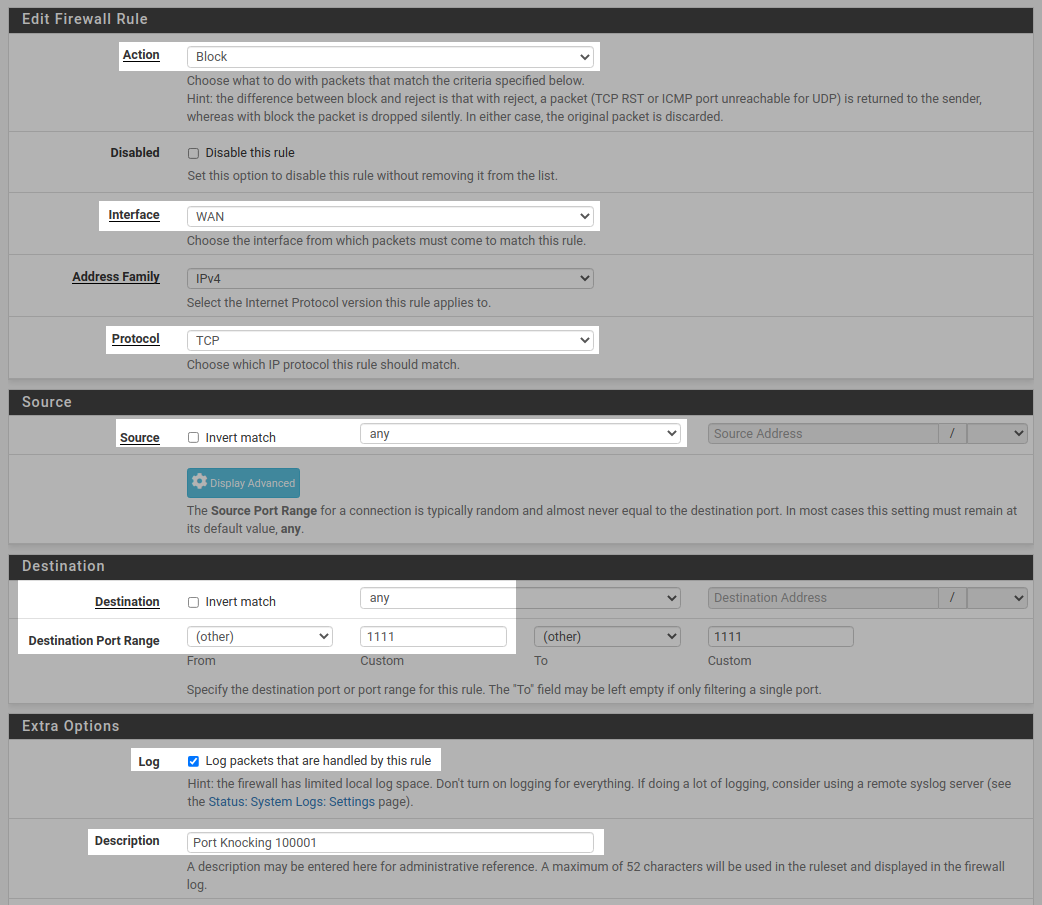 Edit Firewall Rule
Action
Block
Choose what to do with packets that match the criteria specified below.
Hint: the difference between block and reject is that with reject, a packet (TCP RST or ICMP port unreachable for UDP) is returned to the sender,
whereas with block the packet is dropped silently. In either case, the original packet is discarded.
Disabled
Disable this rule
Set this option to disable this rule without removing it from the list.
Interface
WAN
Choose the interface from which packets must come to match this rule.
Address Family
IPv4
Select the Internet Protocol version this rule applies to.
Protocol
TCP
Choose which IP protocol this rule should match.
Source
Source
Invert match
any
Source Address
/
Display Advanced
The Source Port Range for a connection is typically random and almost never equal to the destination port. In most cases this setting must remain at
its default value, any.
Destination
Destination
Invert match
any
Destination Address
/
Destination Port Range
(other)
1111
(other)
1111
From
Custom
To
Custom
Specify the destination port or port range for this rule. The "To" field may be left empty if only filtering a single port.
Extra Options
Log
Log packets that are handled by this rule
Hint: the firewall has limited local log space. Don't turn on logging for everything. If doing a lot of logging, consider using a remote syslog server (see
the Status: System Logs: Settings page).
Description
Port Knocking 100001
A description may be entered here for administrative reference. A maximum of 52 characters will be used in the ruleset and displayed in the firewall
log.